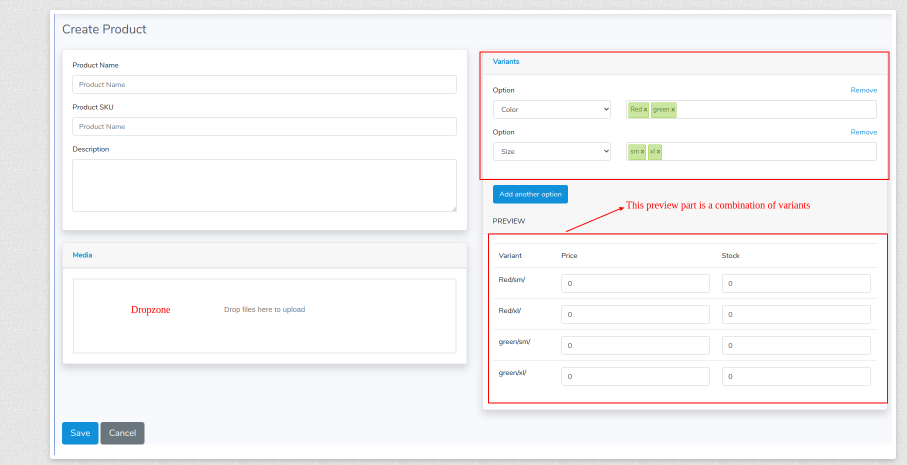 Create Product
Product Name
Product Name
Product SKU
Product Name
Description
Media
Dropzone
Drop files here to upload
Save
Cancel
Variants
Option
Remove
Color
Red x green x
Option
Remove
Size
sm x xl x
Add another option
This preview part is a combination of variants
PREVIEW
Variant Price Stock
Red/sm/ 0 0
Red/xl/ 0 0
green/sm/ 0 0
green/xl/ 0 0